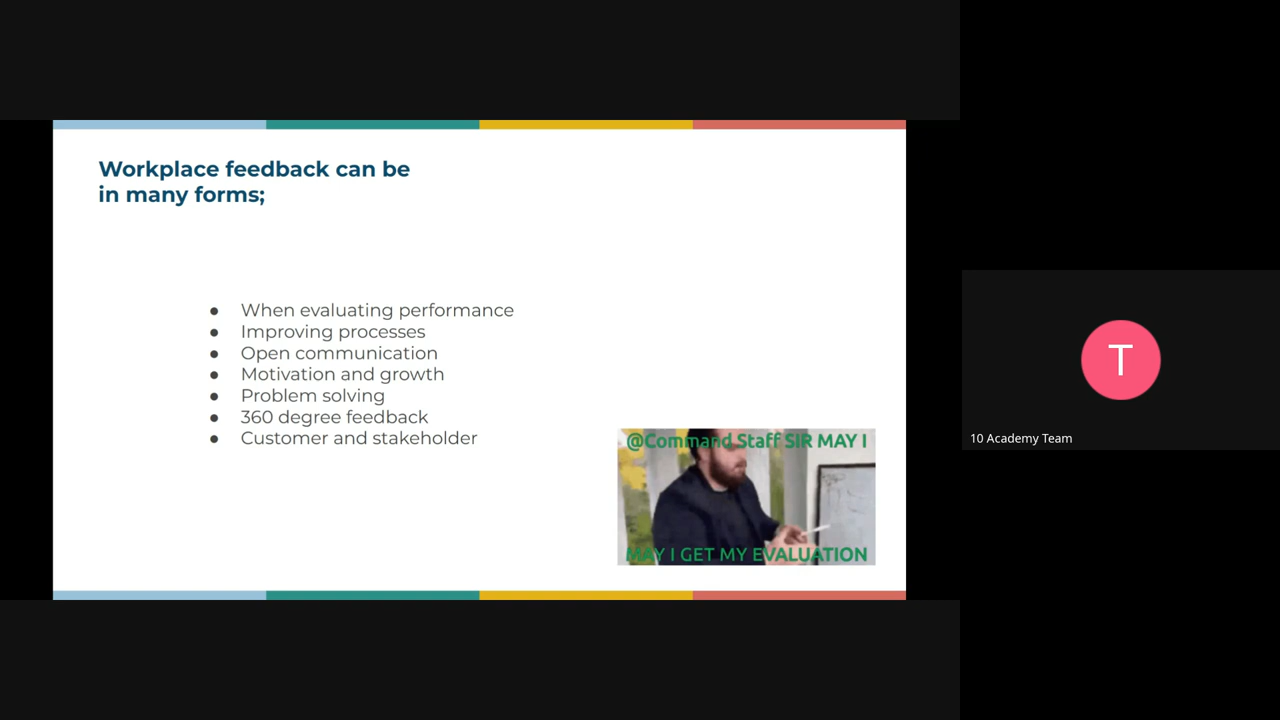 Workplace feedback can be
in many forms;
● When evaluating performance
● Improving processes
● Open communication
● Motivation and growth
● Problem solving
● 360 degree feedback
● Customer and stakeholder
@Command Staff SIR MAY I
MAY I GET MY EVALUATION
T
10 Academy Team